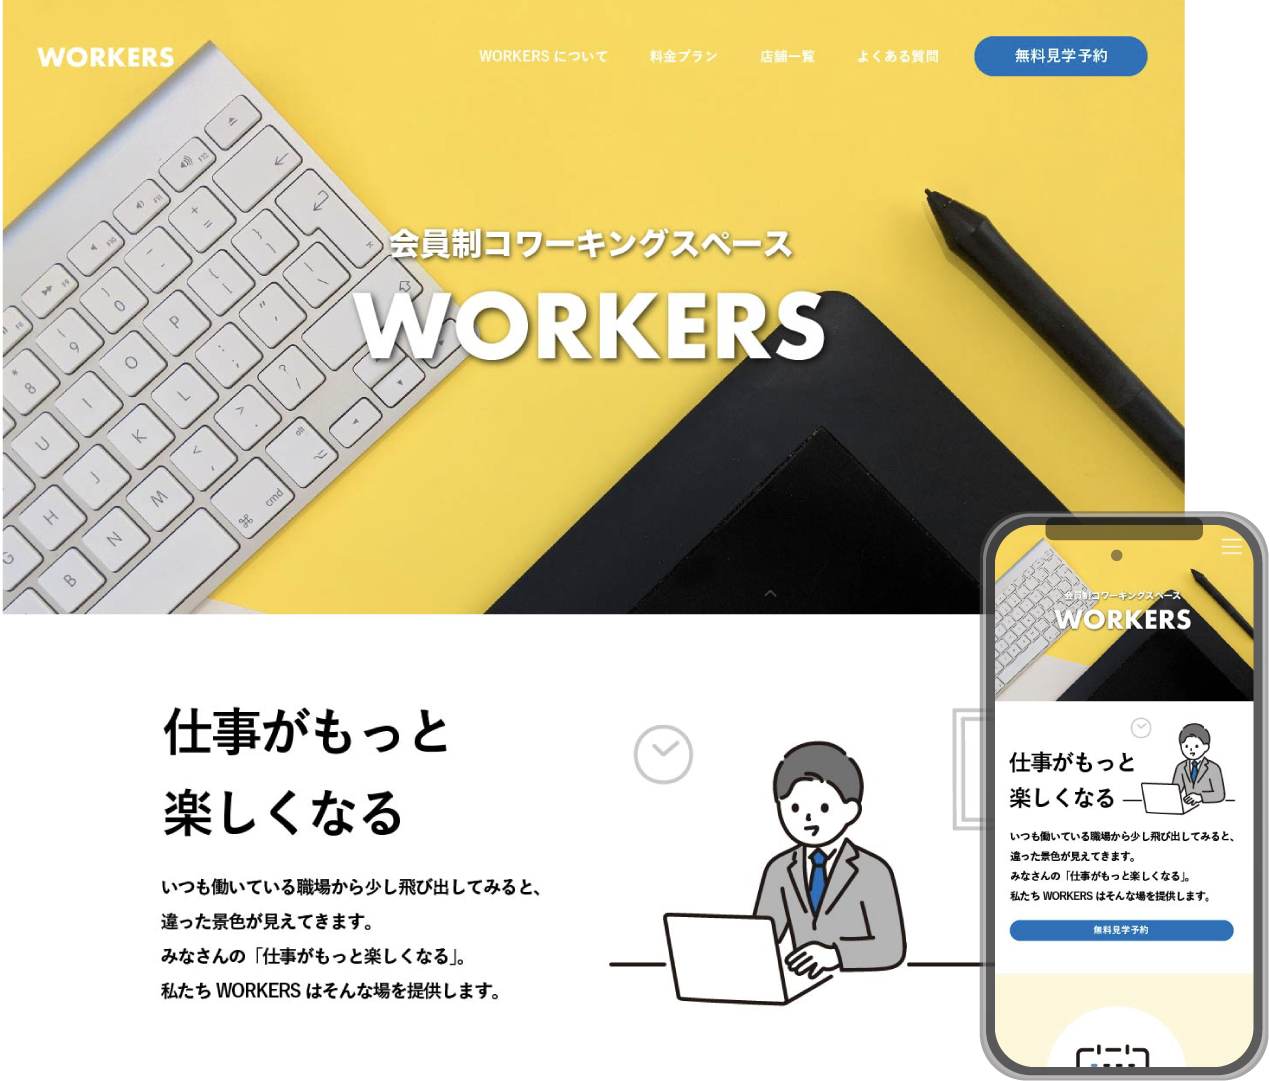 WORKERS
WORKERS について
料金プラン
店舗一覧
よくある質問
無料見学予約
会員制コワーキングスペース
WORKERS
仕事がもっと
楽しくなる
いつも働いている職場から少し飛び出してみると、
違った景色が見えてきます。
みなさんの「仕事がもっと楽しくなる」。
私たち WORKERS はそんな場を提供します。
会員制コワーキングスペース
WORKERS
仕事がもっと
楽しくなる
いつも働いている職場から少し飛び出してみると、
違った景色が見えてきます。
みなさんの「仕事がもっと楽しくなる」。
私たち WORKERS はそんな場を提供します。
無料見学予約